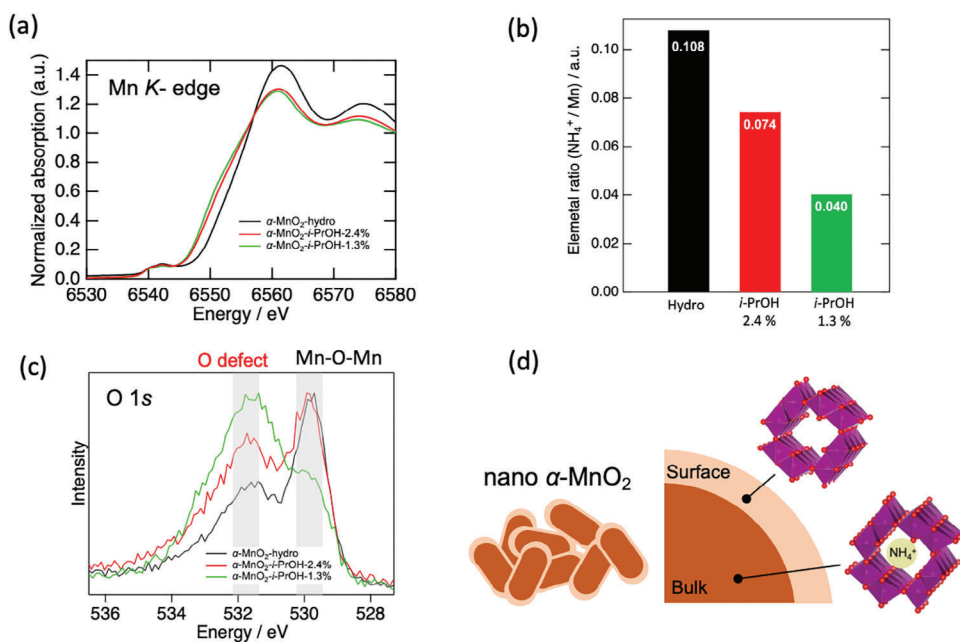 (a)
Mn K- edge
Normalized absorption (a.u.)
1.4
1.2
1.0
0.8
0.6
0.4
0.2
0.0
α-MnO₂-hydro
α-MnO₂-i-PrOH-2.4%
α-MnO₂-i-PrOH-1.3%
6530 6540 6550 6560 6570 6580
Energy / eV
(b)
Elemetal ratio (NH₄⁺ / Mn) / a.u.
0.10
0.08
0.06
0.04
0.02
0.00
0.108
0.074
0.040
Hydro i-PrOH i-PrOH
2.4 % 1.3 %
(c)
O defect Mn-O-Mn
O 1s
Intensity
α-MnO₂-hydro
α-MnO₂-i-PrOH-2.4%
α-MnO₂-i-PrOH-1.3%
536 535 534 533 532 531 530 529 528
Energy / eV
(d)
nano α-MnO₂
Surface
Bulk
NH₄⁺